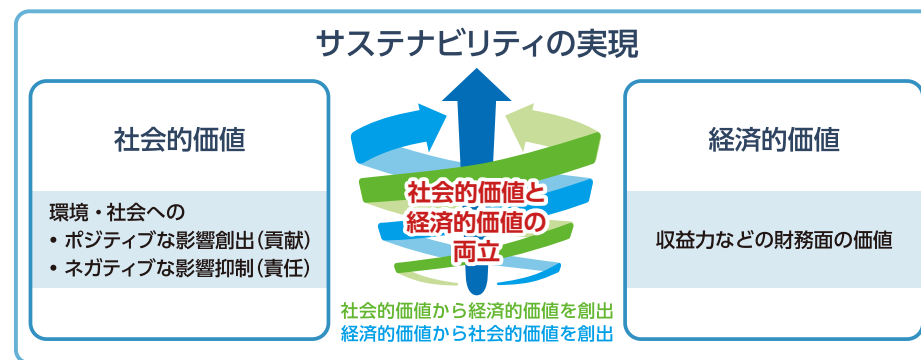 サステナビリティの実現
社会的価値
環境・社会への
• ポジティブな影響創出(貢献)
• ネガティブな影響抑制(責任)
社会的価値と
経済的価値の
両立
社会的価値から経済的価値を創出
経済的価値から社会的価値を創出
経済的価値
収益力などの財務面の価値